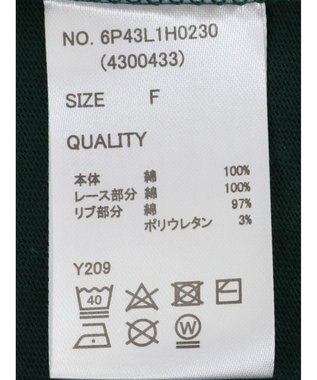 NO. 6P43L1H0230
(4300433)
SIZE F
QUALITY
本体 綿 100%
レース部分 綿 100%
リブ部分 綿 97%
ポリウレタン 3%
Y209
40
W